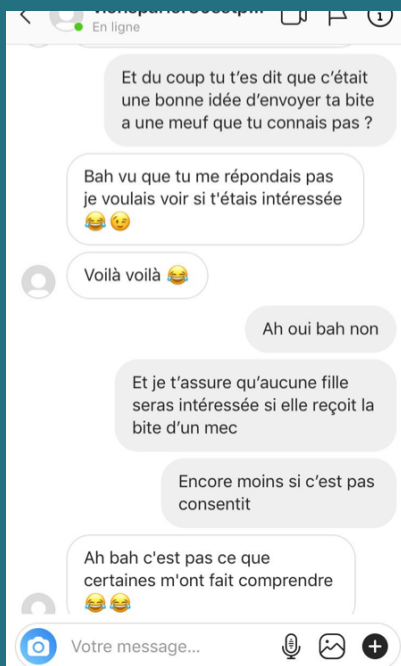 En ligne
Et du coup tu t'es dit que c'était
une bonne idée d'envoyer ta bite
a une meuf que tu connais pas ?
Bah vu que tu me répondais pas
je voulais voir si t'étais intéressée
😂😉
Voilà voilà 😂
Ah oui bah non
Et je t'assure qu'aucune fille
seras intéressée si elle reçoit la
bite d'un mec
Encore moins si c'est pas
consentit
Ah bah c'est pas ce que
certaines m'ont fait comprendre
😂😂
Votre message...